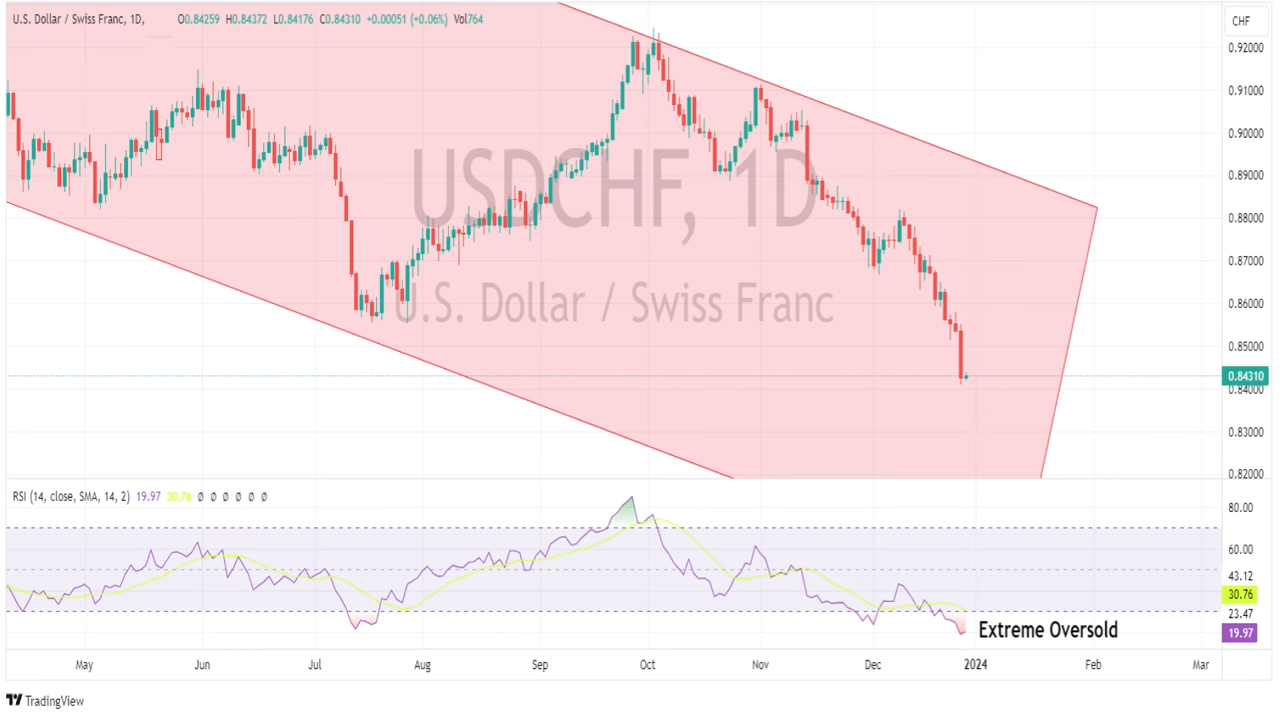 U.S. Dollar / Swiss Franc, 1D, O0.84259 H0.84372 L0.84176 C0.84310 +0.00051 (+0.06%) Vol764
CHF
0.92000
0.91000
0.90000
0.89000
0.88000
0.87000
0.86000
0.85000
0.84310
0.84000
0.83000
0.82000
USDCHF, 1D
U.S. Dollar / Swiss Franc
RSI (14, close, SMA, 14, 2) 19.97 30.76 Ø Ø Ø Ø Ø Ø
80.00
60.00
43.12
30.76
23.47
19.97
Extreme Oversold
May Jun Jul Aug Sep Oct Nov Dec 2024 Feb Mar
TradingView